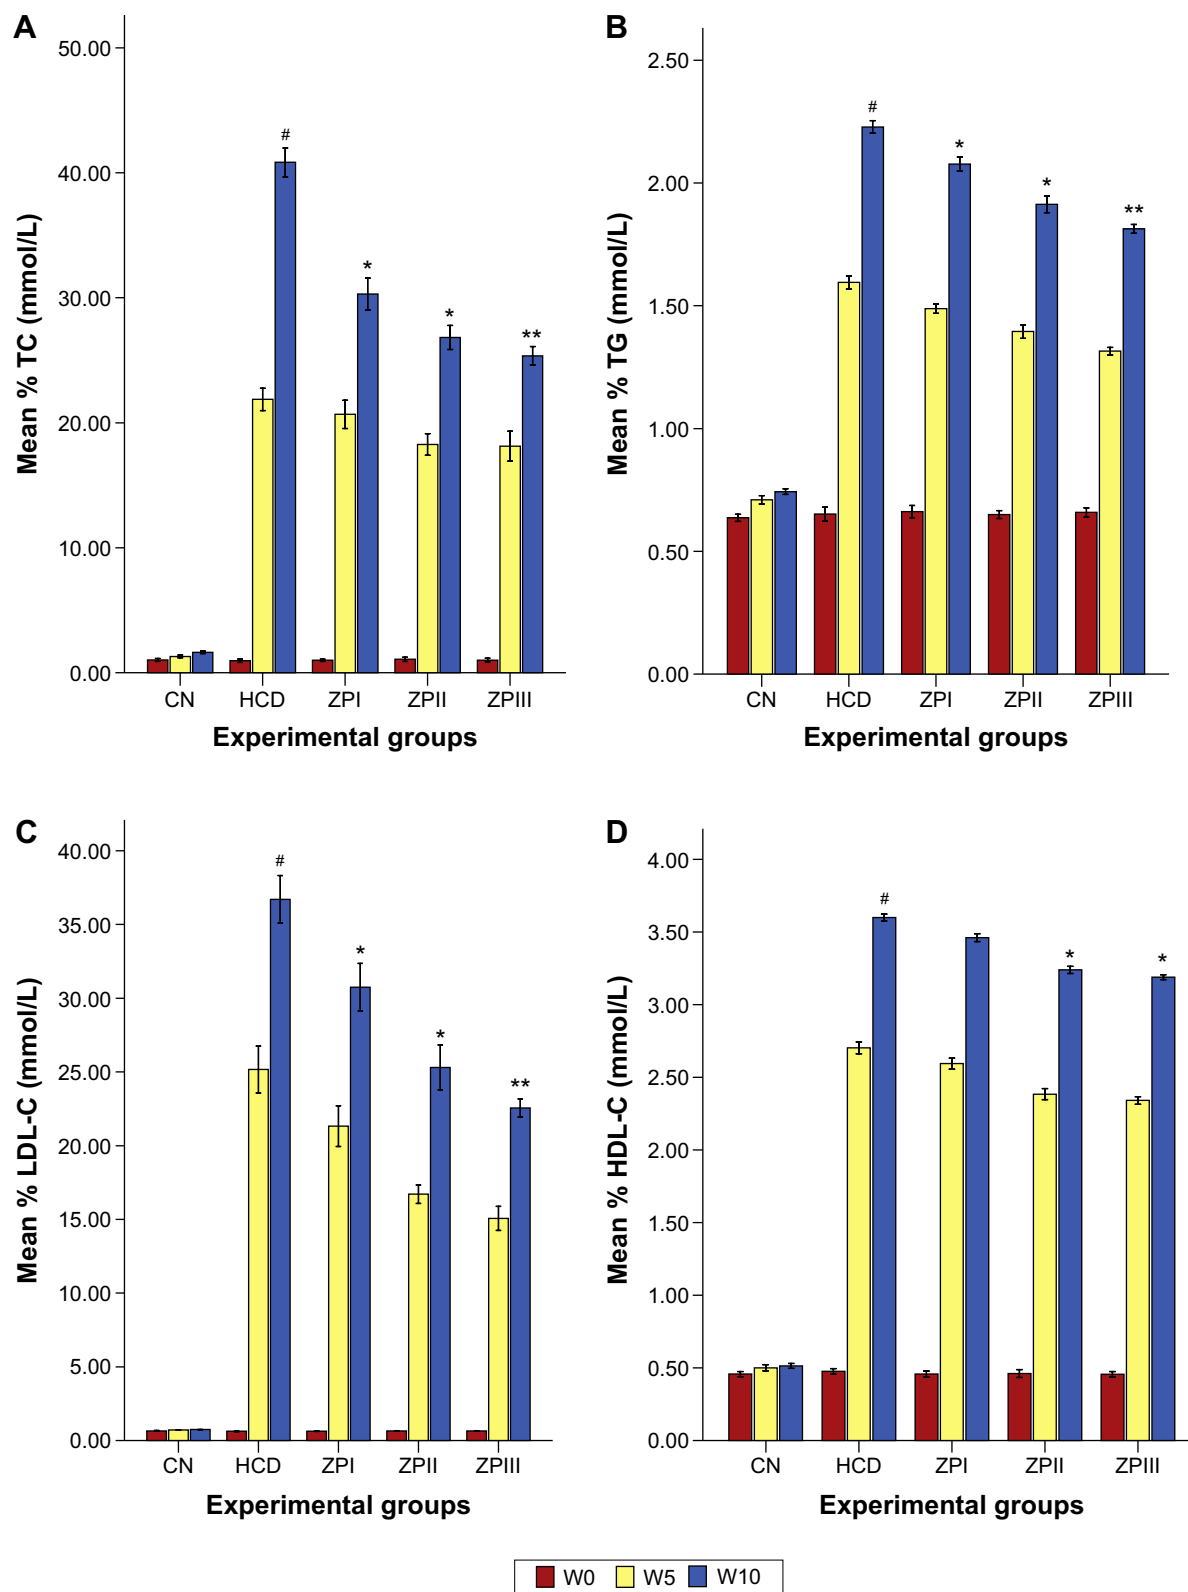 A
Mean % TC (mmol/L)
50.00
40.00
30.00
20.00
10.00
0.00
#
*
*
**
CN HCD ZPI ZPII ZPIII
Experimental groups
B
Mean % TG (mmol/L)
2.50
2.00
1.50
1.00
0.50
0.00
#
*
*
**
CN HCD ZPI ZPII ZPIII
Experimental groups
C
Mean % LDL-C (mmol/L)
40.00
35.00
30.00
25.00
20.00
15.00
10.00
5.00
0.00
#
*
*
**
CN HCD ZPI ZPII ZPIII
Experimental groups
D
Mean % HDL-C (mmol/L)
4.00
3.50
3.00
2.50
2.00
1.50
1.00
0.50
0.00
#
*
*
CN HCD ZPI ZPII ZPIII
Experimental groups
W0 W5 W10